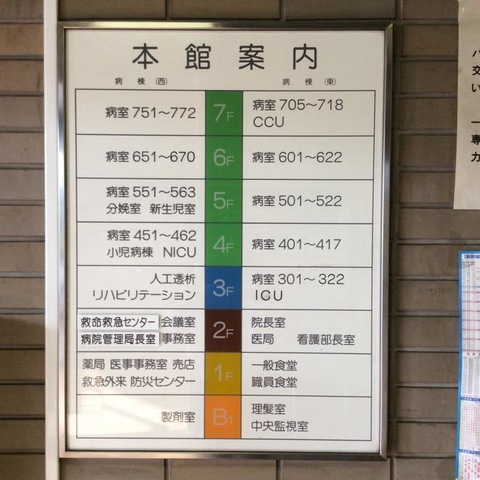 本館案内
病棟(西) 病棟(東)
病室 751〜772 7F 病室 705〜718
CCU
病室 651〜670 6F 病室 601〜622
病室 551〜563 5F 病室 501〜522
分娩室 新生児室
病室 451〜462 4F 病室 401〜417
小児病棟 NICU
人工透析 3F 病室 301〜322
リハビリテーション ICU
救命救急センター 会議室 2F 院長室
病院管理局長室 事務室 医局 看護部長室
薬局 医事事務室 売店 1F 一般食堂
救急外来 防災センター 職員食堂
製剤室 B1 理髪室
中央監視室
パ
交
い
一
専
カ